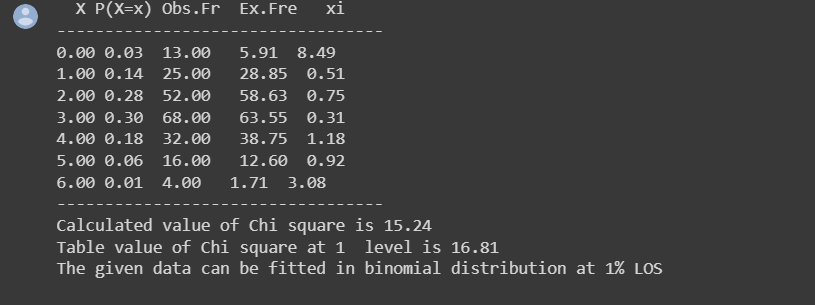 X P(X=x) Obs.Fr Ex.Fre xi
----------------------------------
0.00 0.03 13.00 5.91 8.49
1.00 0.14 25.00 28.85 0.51
2.00 0.28 52.00 58.63 0.75
3.00 0.30 68.00 63.55 0.31
4.00 0.18 32.00 38.75 1.18
5.00 0.06 16.00 12.60 0.92
6.00 0.01 4.00 1.71 3.08
----------------------------------
Calculated value of Chi square is 15.24
Table value of Chi square at 1 level is 16.81
The given data can be fitted in binomial distribution at 1% LOS